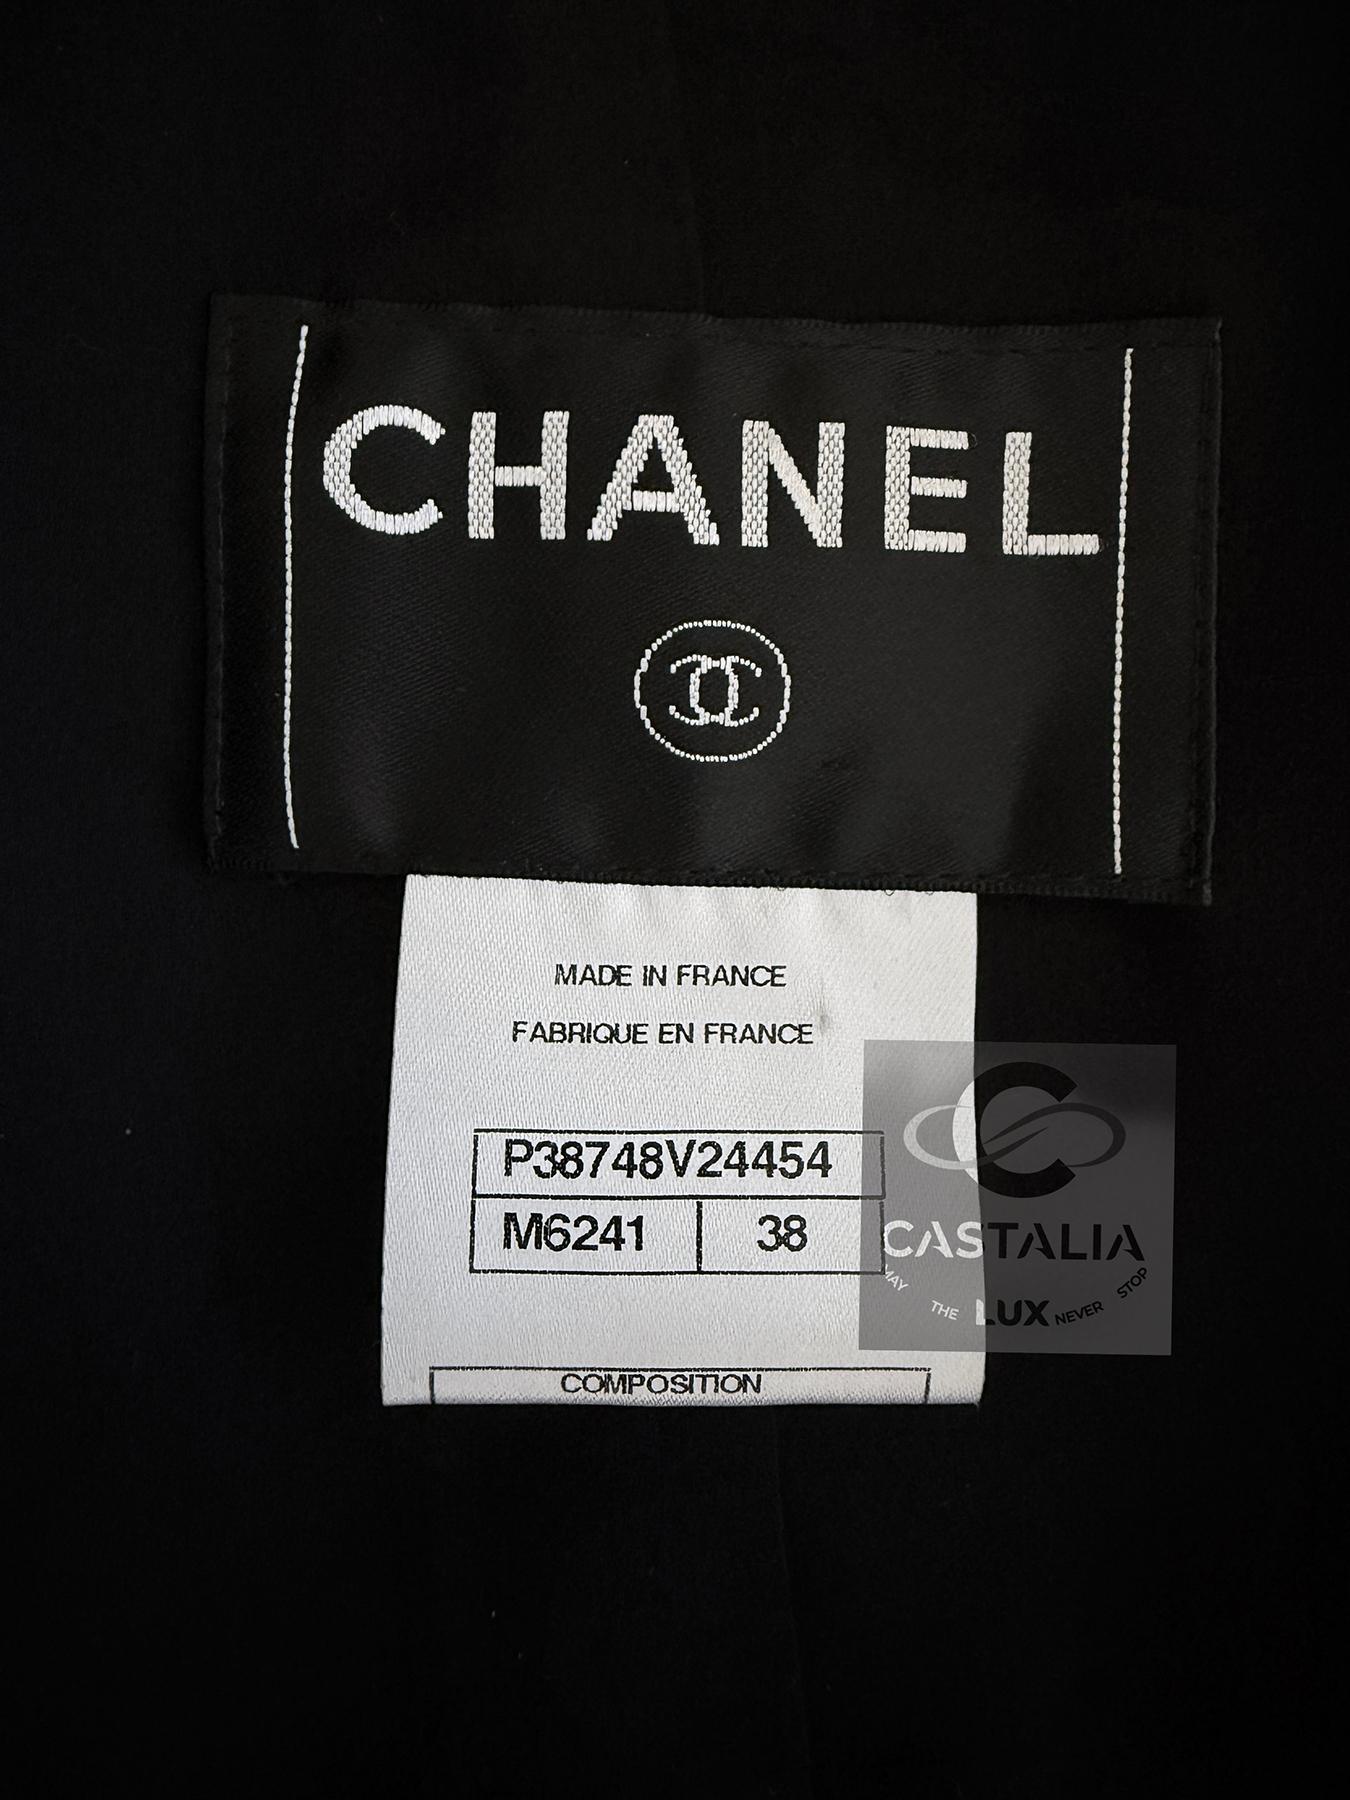 CHANEL
MADE IN FRANCE
FABRIQUE EN FRANCE
P38748V24454
M6241 38
COMPOSITION
CASTALIA
MAY THE LUX NEVER STOP